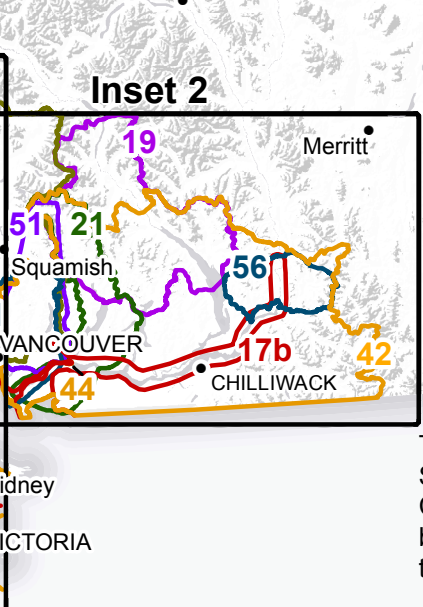 Inset 2
19
Merritt
51
21
Squamish
56
VANCOUVER
17b
42
44
CHILLIWACK
idney
ICTORIA